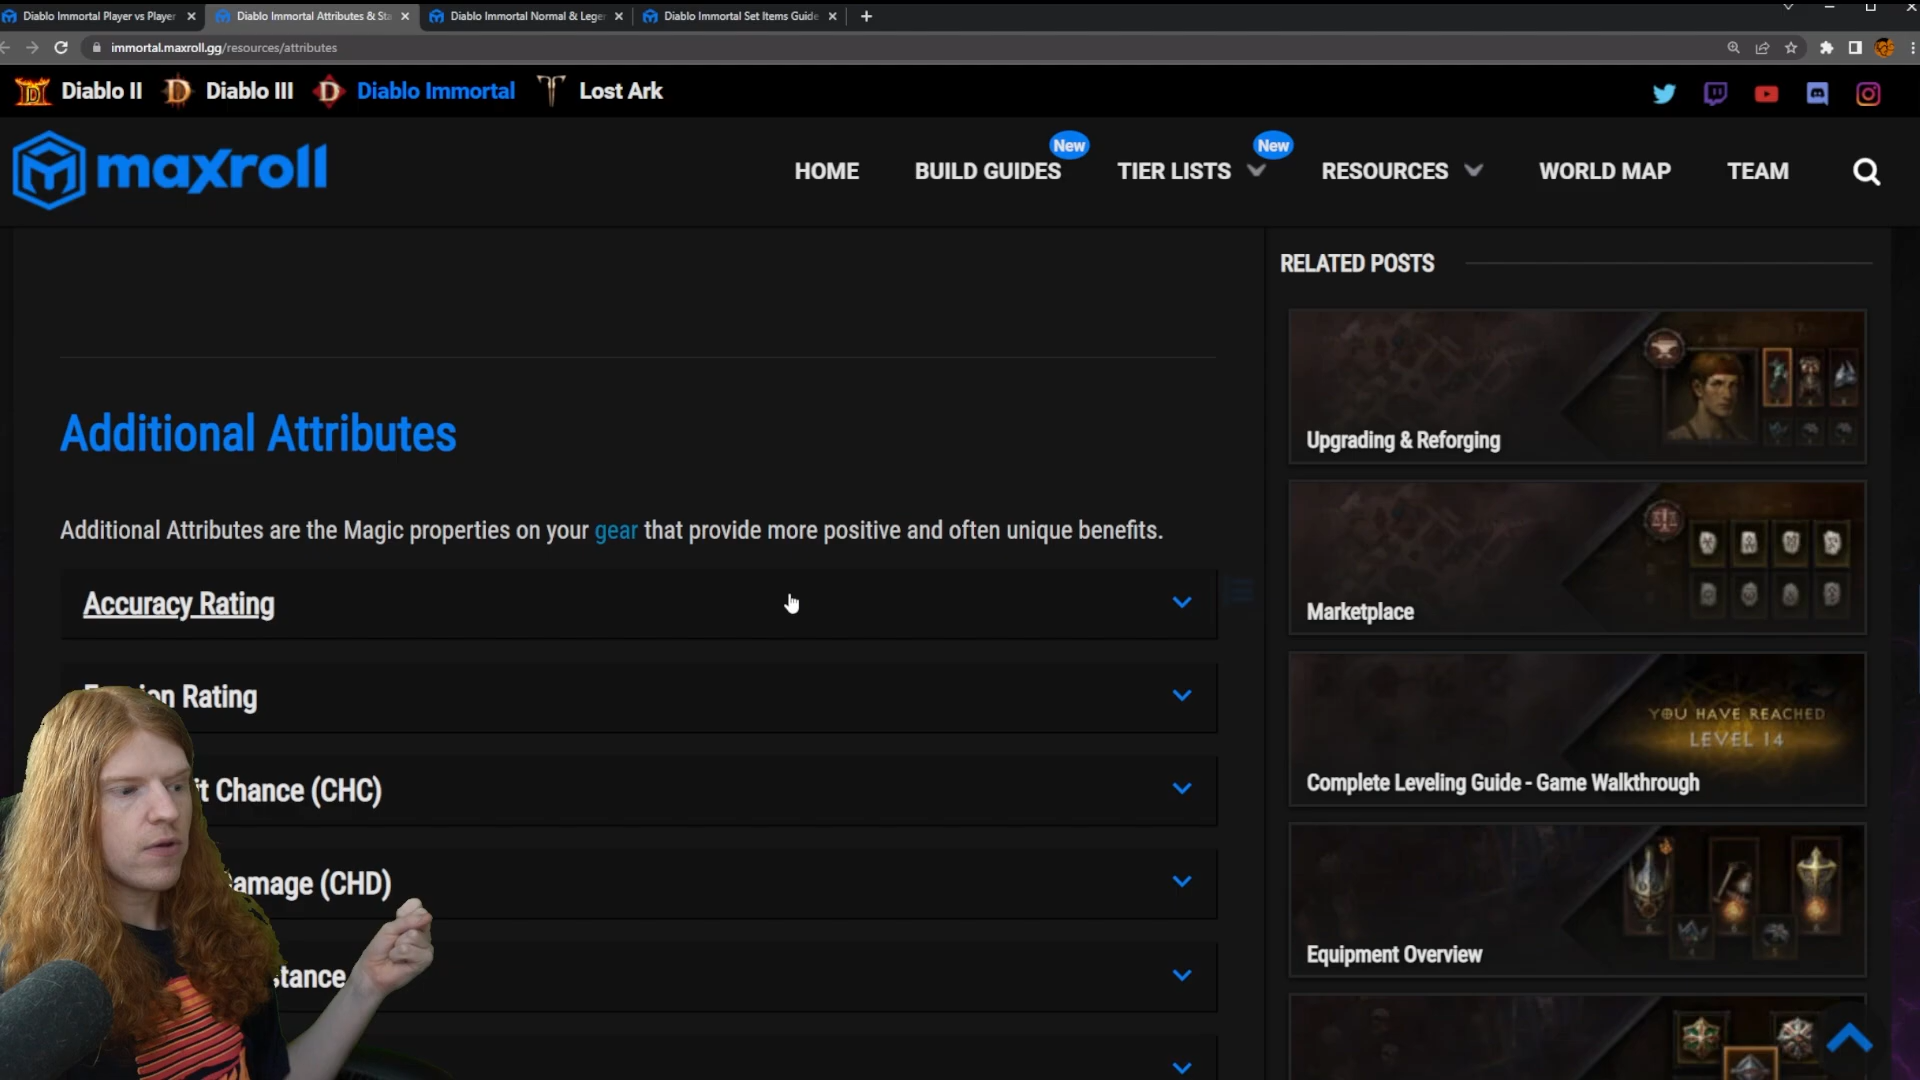 Diablo Immortal Player vs Player
Diablo Immortal Attributes & Sta
Diablo Immortal Normal & Lege
Diablo Immortal Set Items Guide
immortal.maxroll.gg/resources/attributes
Diablo II
Diablo III
Diablo Immortal
Lost Ark
maxroll
HOME
BUILD GUIDES
New
TIER LISTS
New
RESOURCES
WORLD MAP
TEAM
RELATED POSTS
Upgrading & Reforging
Marketplace
YOU HAVE REACHED
LEVEL 14
Complete Leveling Guide - Game Walkthrough
Equipment Overview
Additional Attributes
Additional Attributes are the Magic properties on your gear that provide more positive and often unique benefits.
Accuracy Rating
Rating
it Chance (CHC)
amage (CHD)
stance